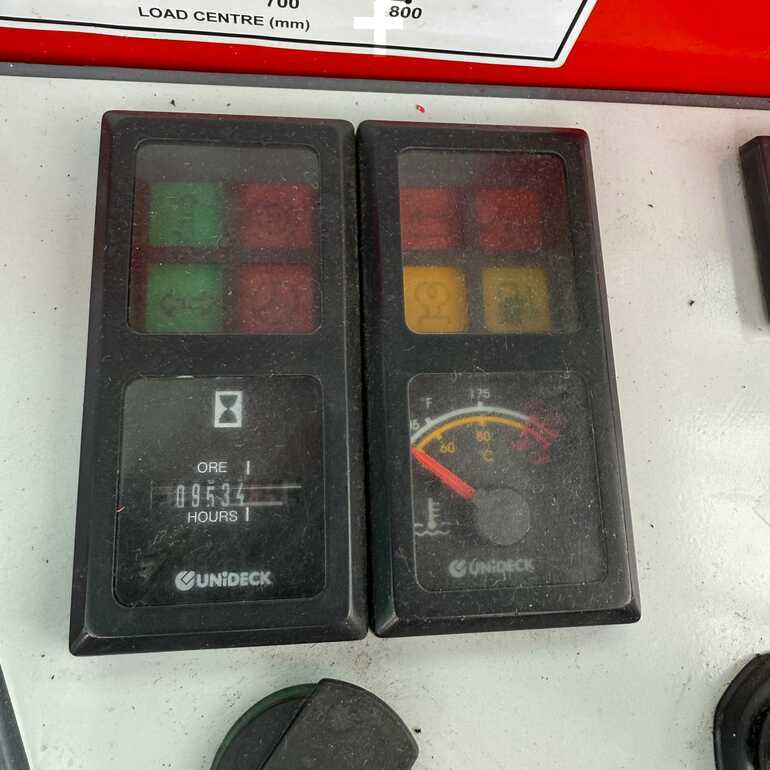 700
800
LOAD CENTRE (mm)
ORE
09534
HOURS
UNiDECK
°F
175
60
80
°C
UNiDECK